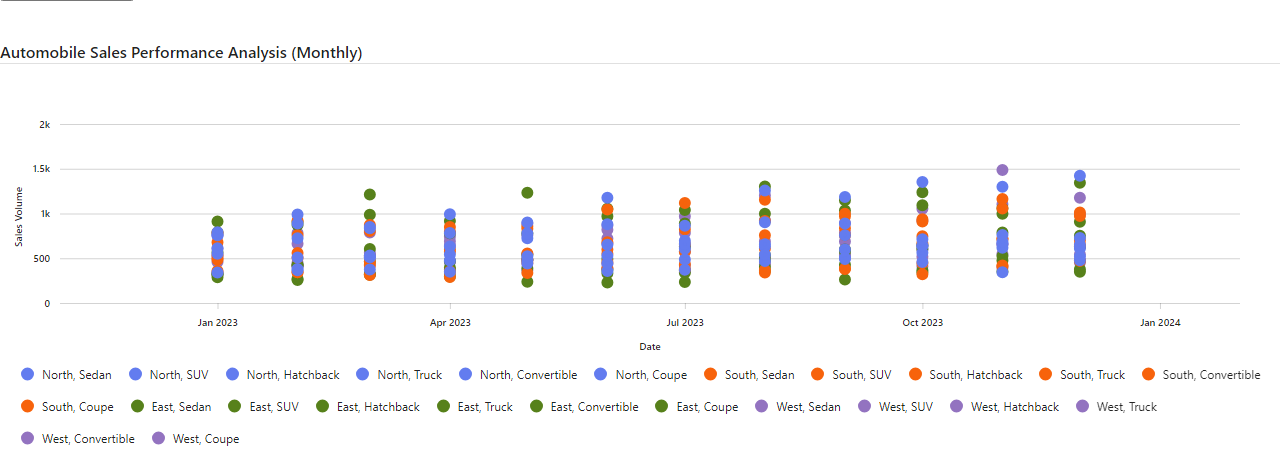 Automobile Sales Performance Analysis (Monthly)
2k
1.5k
1k
500
0
Sales Volume
Jan 2023 Apr 2023 Jul 2023 Oct 2023 Jan 2024
Date
North, Sedan North, SUV North, Hatchback North, Truck North, Convertible North, Coupe South, Sedan South, SUV South, Hatchback South, Truck South, Convertible
South, Coupe East, Sedan East, SUV East, Hatchback East, Truck East, Convertible East, Coupe West, Sedan West, SUV West, Hatchback West, Truck
West, Convertible West, Coupe